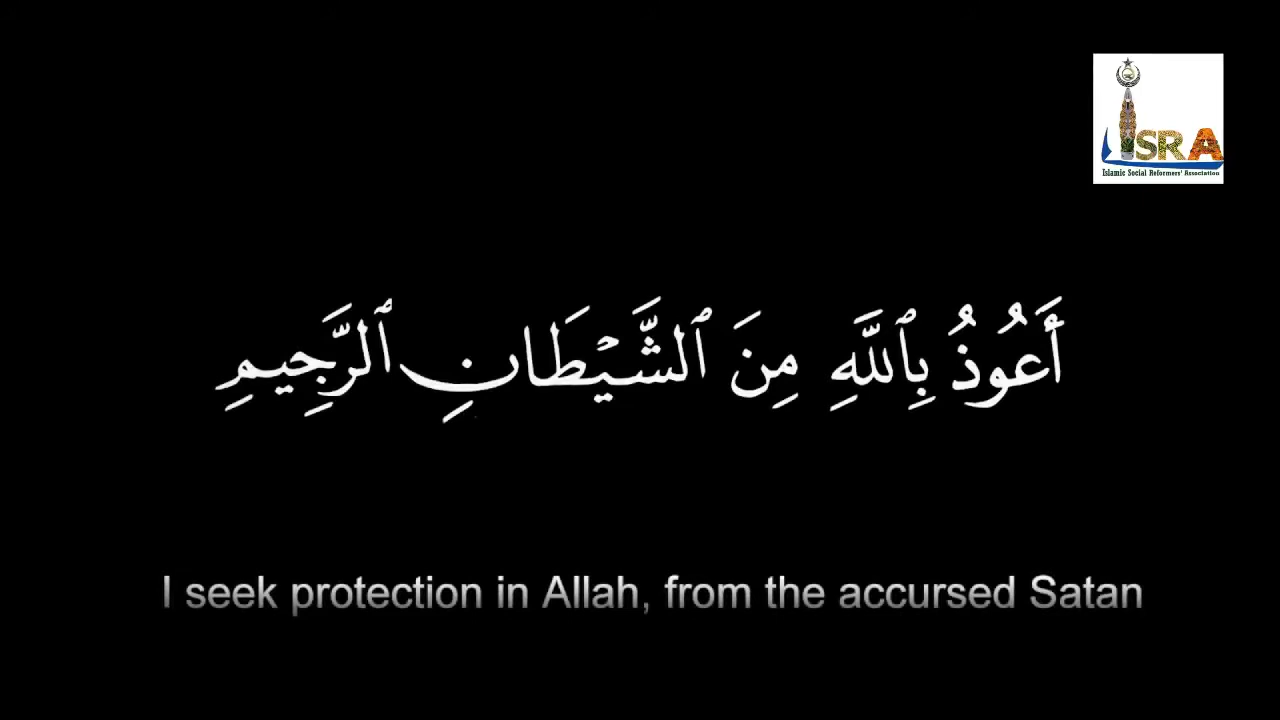 ISRA
Islamic Social Reformers' Association
أَعُوذُ بِٱللَّهِ مِنَ ٱلشَّيْطَانِ ٱلرَّجِيمِ
I seek protection in Allah, from the accursed Satan